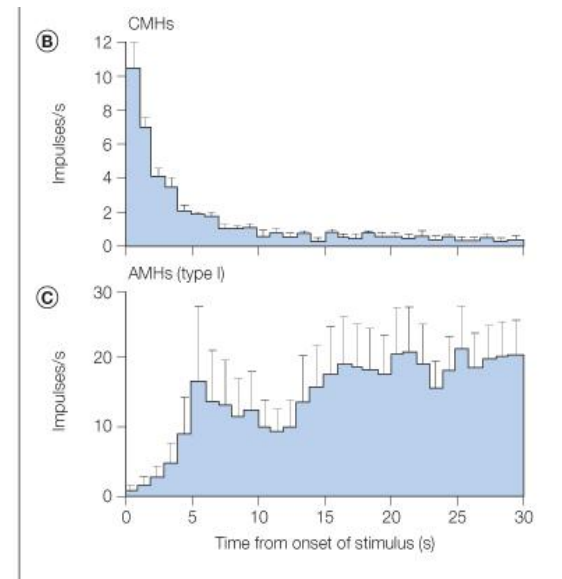 CMHs
B
12
10
8
6
4
2
0
Impulses/s
AMHs (type I)
C
30
20
10
0
Impulses/s
0 5 10 15 20 25 30
Time from onset of stimulus (s)